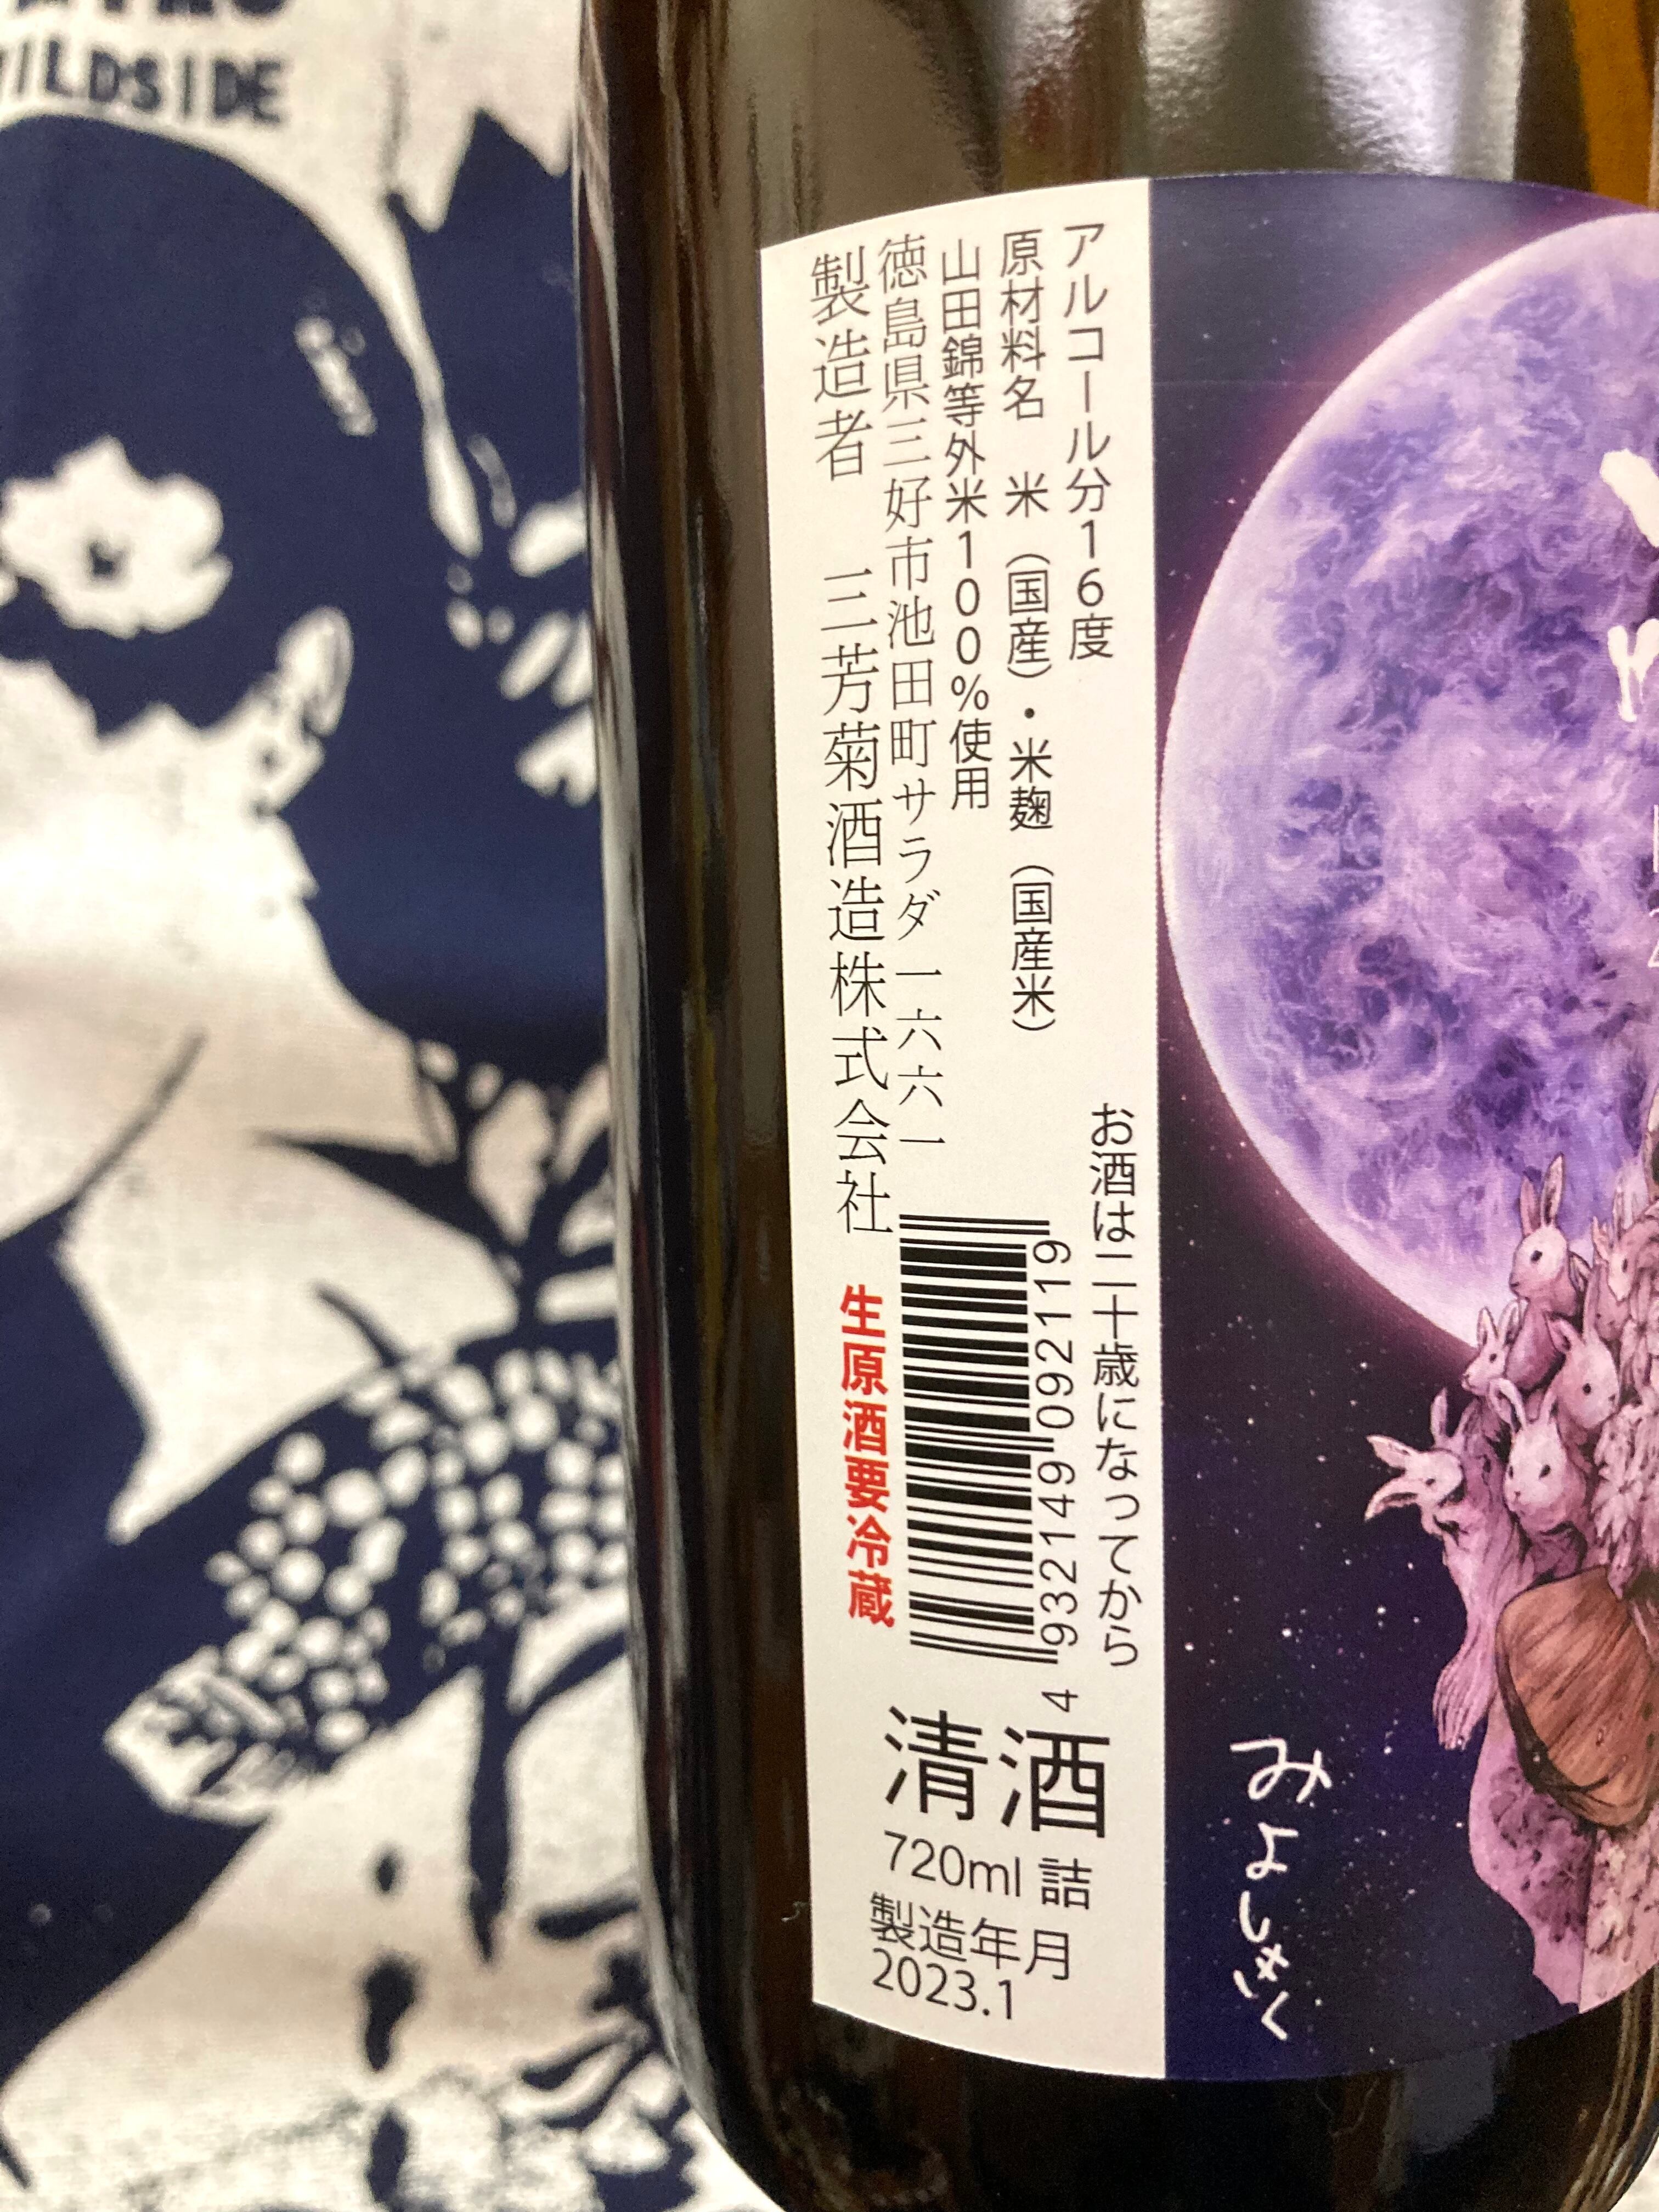 WILDSIDE
アルコール分16度
原材料名 米(国産)・米麹(国産米)
山田錦等外米100%使用
徳島県三好市池田町サラダ一六六一
製造者 三芳菊酒造株式会社
お酒は二十歳になってから
4 932149 092119
生原酒要冷蔵
清酒
720ml 詰
製造年月
2023.1
みよしきく